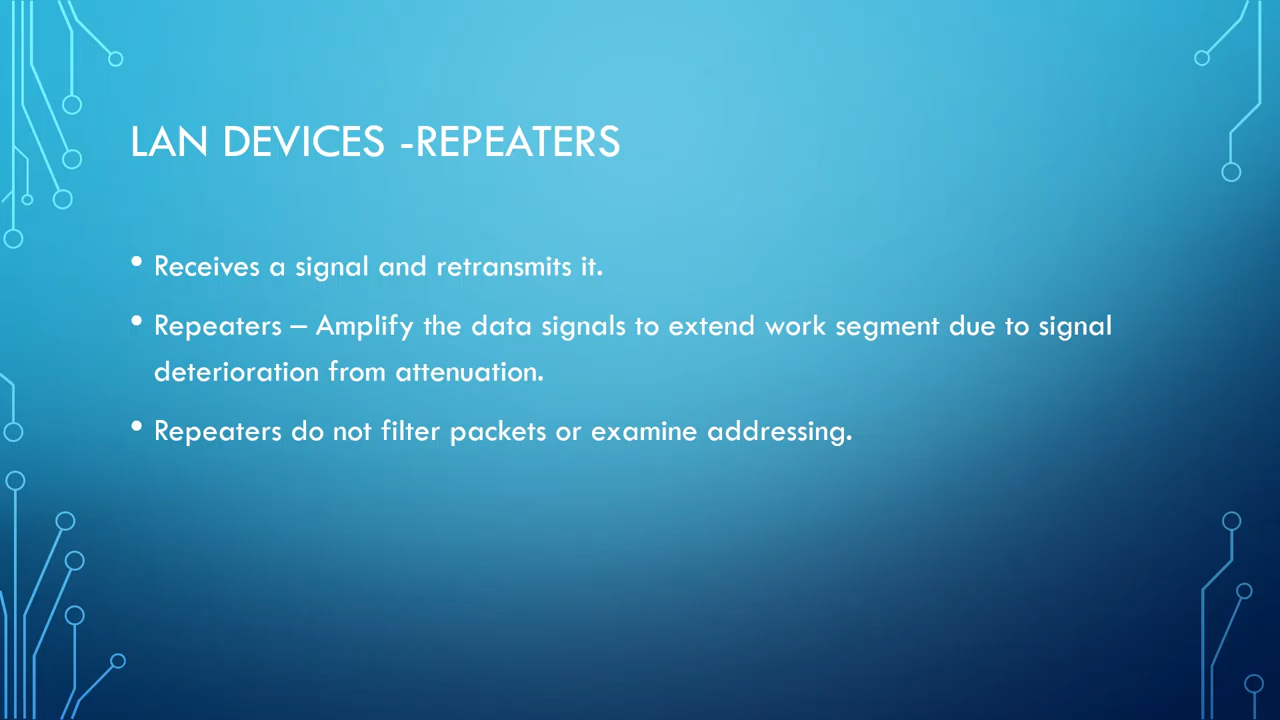 LAN DEVICES -REPEATERS
• Receives a signal and retransmits it.
• Repeaters – Amplify the data signals to extend work segment due to signal
deterioration from attenuation.
• Repeaters do not filter packets or examine addressing.